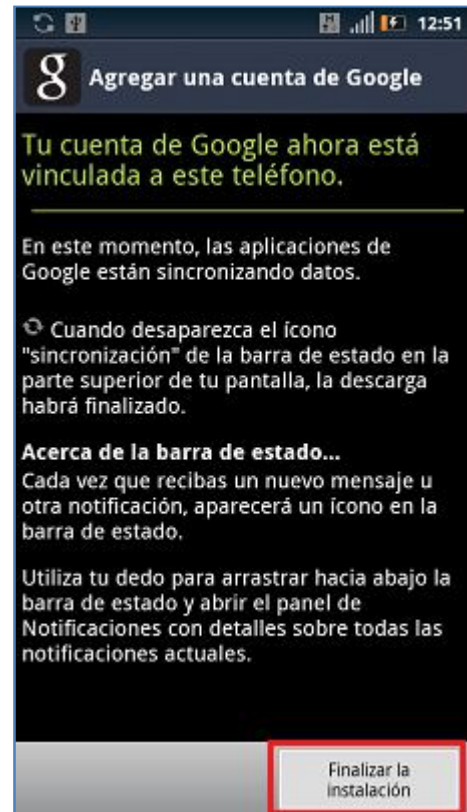 12:51
g Agregar una cuenta de Google
Tu cuenta de Google ahora está
vinculada a este teléfono.
En este momento, las aplicaciones de
Google están sincronizando datos.
Cuando desaparezca el ícono
"sincronización" de la barra de estado en la
parte superior de tu pantalla, la descarga
habrá finalizado.
Acerca de la barra de estado...
Cada vez que recibas un nuevo mensaje u
otra notificación, aparecerá un ícono en la
barra de estado.
Utiliza tu dedo para arrastrar hacia abajo la
barra de estado y abrir el panel de
Notificaciones con detalles sobre todas las
notificaciones actuales.
Finalizar la
instalación